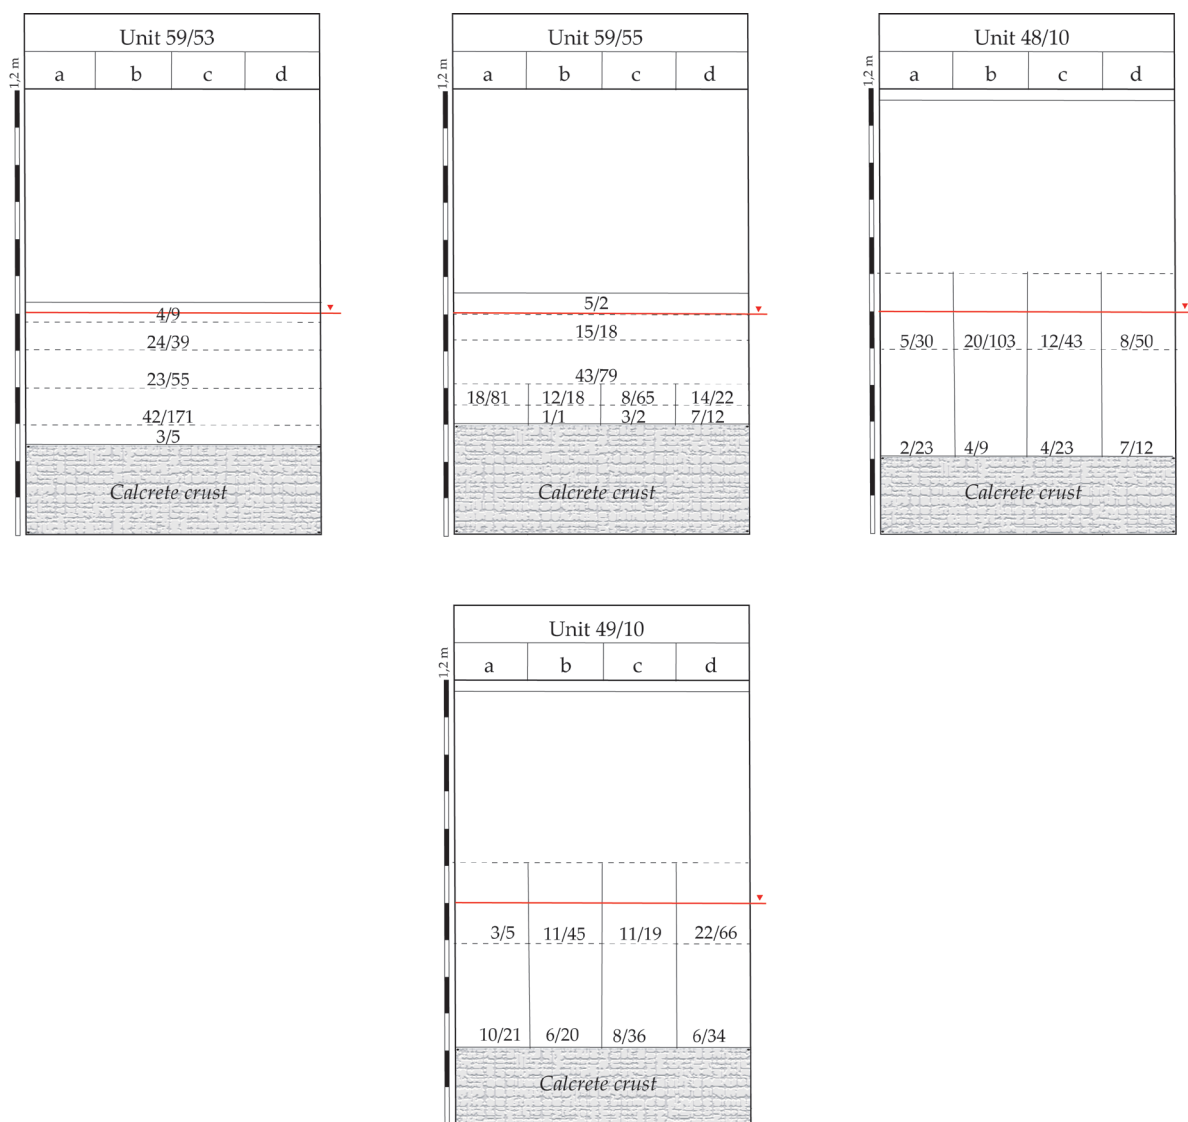 Unit 59/53
1,2 m
a b c d
4/9
24/39
23/55
42/171
3/5
Calcrete crust
Unit 59/55
1,2 m
a b c d
5/2
15/18
43/79
18/81 12/18 8/65 14/22
1/1 3/2 7/12
Calcrete crust
Unit 48/10
1,2 m
a b c d
5/30 20/103 12/43 8/50
2/23 4/9 4/23 7/12
Calcrete crust
Unit 49/10
1,2 m
a b c d
3/5 11/45 11/19 22/66
10/21 6/20 8/36 6/34
Calcrete crust